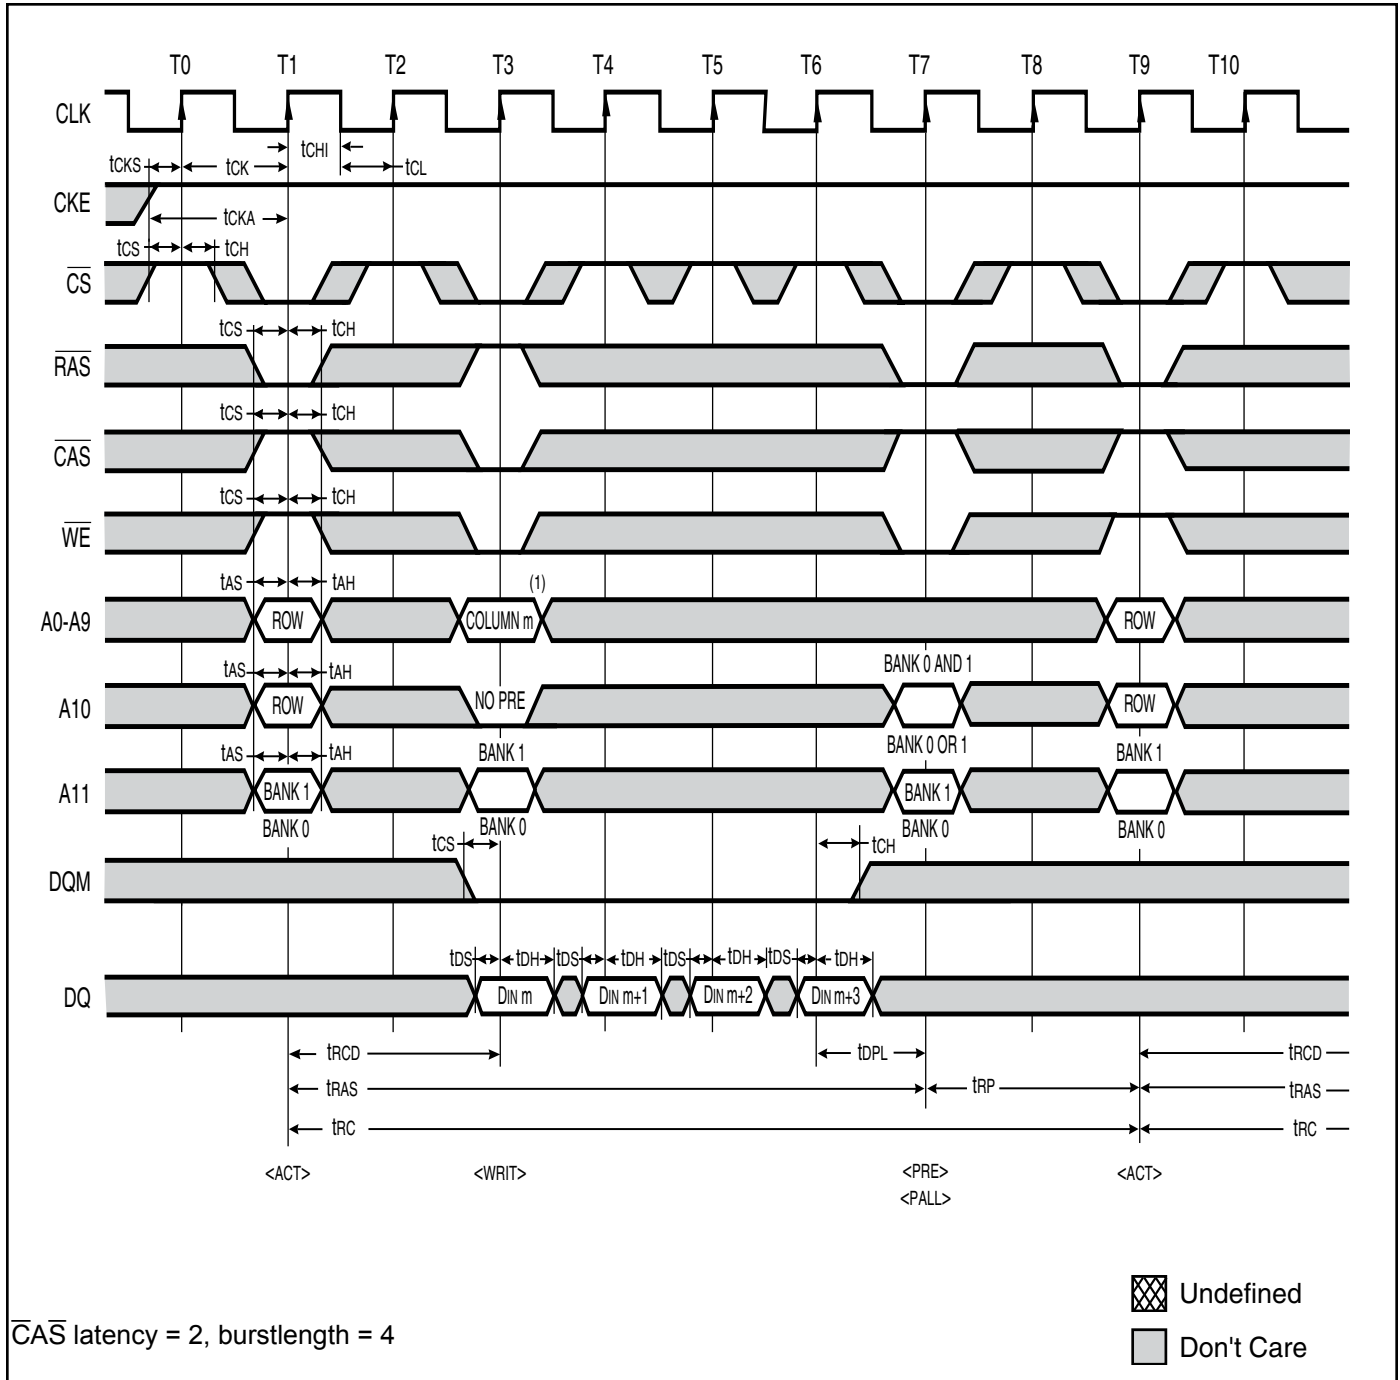 T0 T1 T2 T3 T4 T5 T6 T7 T8 T9 T10
CLK
tCHI
tCKS tCK tCL
CKE
tCKA
tCS tCH
CS
tCS tCH
RAS
tCS tCH
CAS
tCS tCH
WE
tAS tAH (1)
A0-A9 ROW COLUMN m ROW
tAS tAH BANK 0 AND 1
A10 ROW NO PRE ROW
tAS tAH BANK 1 BANK 0 OR 1 BANK 1
A11 BANK 1 BANK 1
BANK 0 BANK 0 BANK 0 BANK 0
tCS tCH
DQM
tDS tDH tDS tDH tDS tDH tDS tDH
DQ DIN m DIN m+1 DIN m+2 DIN m+3
tRCD tDPL tRCD
tRAS tRP tRAS
tRC tRC
<ACT> <WRIT> <PRE> <ACT>
<PALL>
Undefined
CAS latency = 2, burstlength = 4
Don't Care